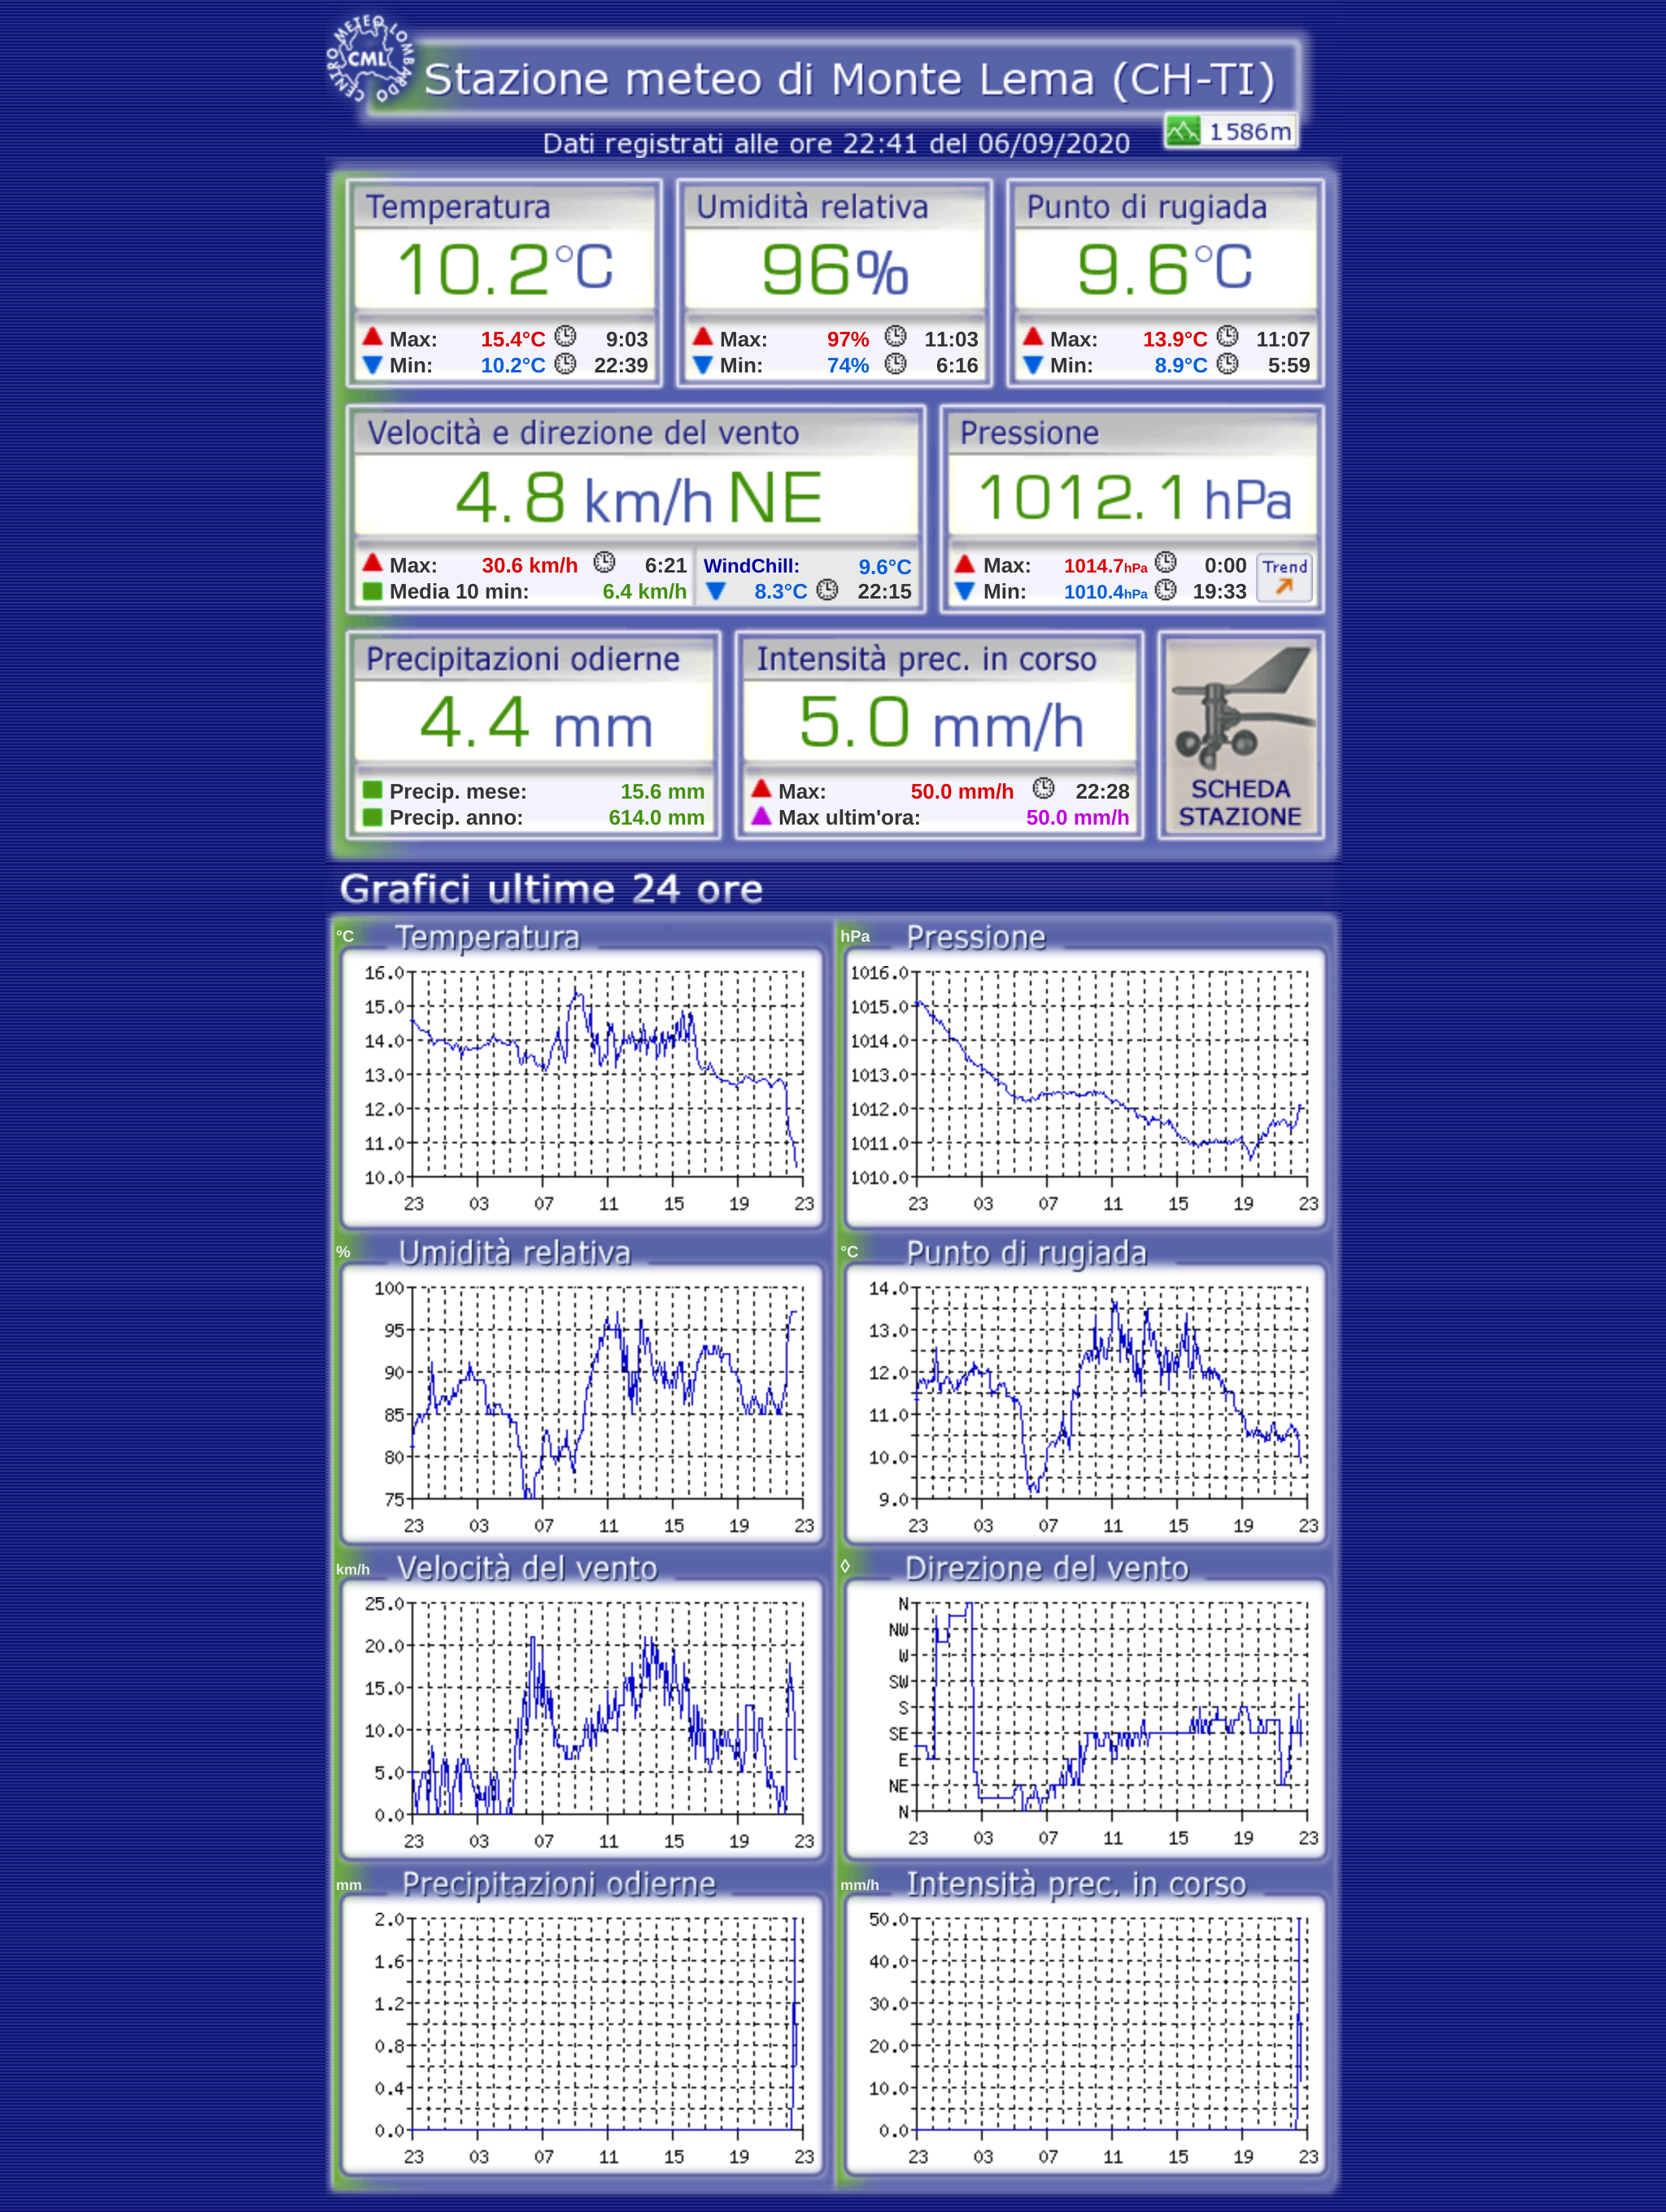 CENTRO METEO LOMBARDO
CML
Stazione meteo di Monte Lema (CH-TI)
Dati registrati alle ore 22:41 del 06/09/2020
1586m
Temperatura Umidità relativa Punto di rugiada
10.2°C 96% 9.6°C
Max: 15.4°C 9:03 Max: 97% 11:03 Max: 13.9°C 11:07
Min: 10.2°C 22:39 Min: 74% 6:16 Min: 8.9°C 5:59
Velocità e direzione del vento Pressione
4.8 km/h NE 1012.1 hPa
Max: 30.6 km/h 6:21 WindChill: 9.6°C Max: 1014.7hPa 0:00 Trend
Media 10 min: 6.4 km/h 8.3°C 22:15 Min: 1010.4hPa 19:33
Precipitazioni odierne Intensità prec. in corso
4.4 mm 5.0 mm/h
Precip. mese: 15.6 mm Max: 50.0 mm/h 22:28 SCHEDA
Precip. anno: 614.0 mm Max ultim'ora: 50.0 mm/h STAZIONE
Grafici ultime 24 ore
°C Temperatura
16.0
15.0
14.0
13.0
12.0
11.0
10.0
23 03 07 11 15 19 23
hPa Pressione
1016.0
1015.0
1014.0
1013.0
1012.0
1011.0
1010.0
23 03 07 11 15 19 23
% Umidità relativa
100
95
90
85
80
75
23 03 07 11 15 19 23
°C Punto di rugiada
14.0
13.0
12.0
11.0
10.0
9.0
23 03 07 11 15 19 23
km/h Velocità del vento
25.0
20.0
15.0
10.0
5.0
0.0
23 03 07 11 15 19 23
◊ Direzione del vento
N
NW
W
SW
S
SE
E
NE
N
23 03 07 11 15 19 23
mm Precipitazioni odierne
2.0
1.6
1.2
0.8
0.4
0.0
23 03 07 11 15 19 23
mm/h Intensità prec. in corso
50.0
40.0
30.0
20.0
10.0
0.0
23 03 07 11 15 19 23